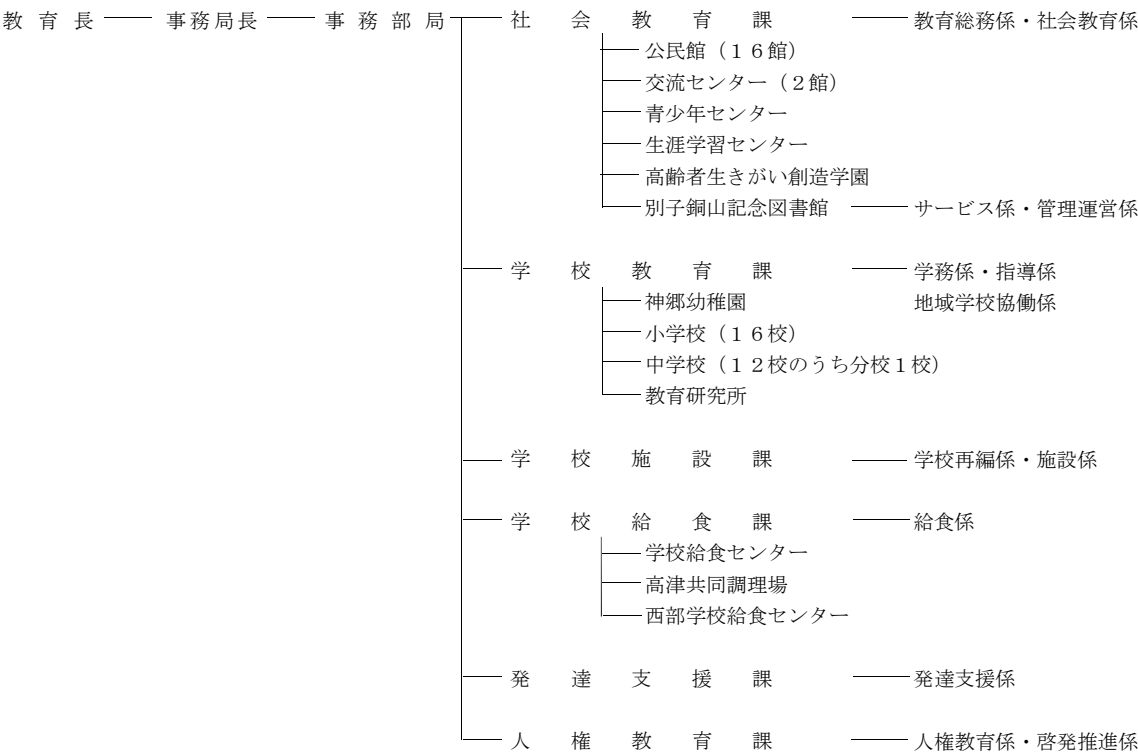 教育長 事務局長 事務部局 社会教育課 教育総務係・社会教育係
公民館（１６館）
交流センター（２館）
青少年センター
生涯学習センター
高齢者生きがい創造学園
別子銅山記念図書館 サービス係・管理運営係
学校教育課 学務係・指導係
神郷幼稚園 地域学校協働係
小学校（１６校）
中学校（１２校のうち分校１校）
教育研究所
学校施設課 学校再編係・施設係
学校給食課 給食係
学校給食センター
高津共同調理場
西部学校給食センター
発達支援課 発達支援係
人権教育課 人権教育係・啓発推進係